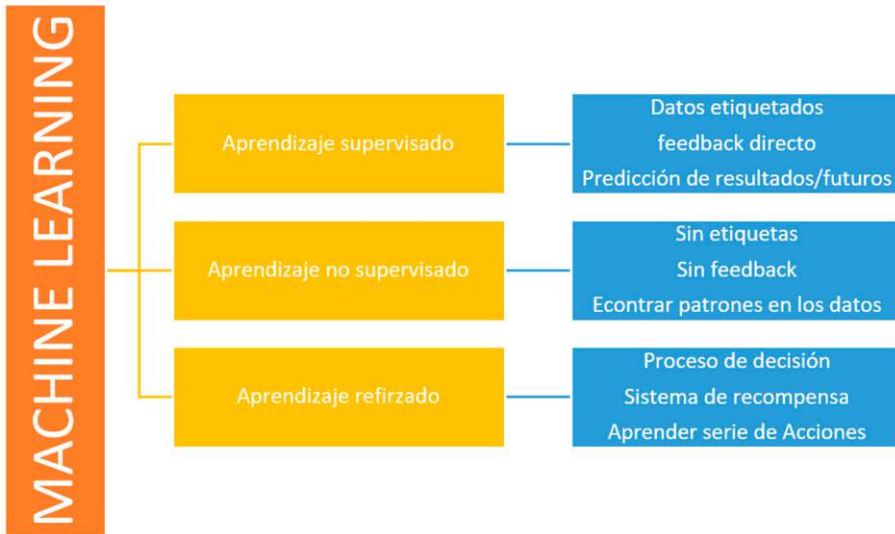 MACHINE LEARNING
Aprendizaje supervisado
Datos etiquetados
feedback directo
Predicción de resultados/futuros
Aprendizaje no supervisado
Sin etiquetas
Sin feedback
Econtrar patrones en los datos
Aprendizaje refirzado
Proceso de decisión
Sistema de recompensa
Aprender serie de Acciones